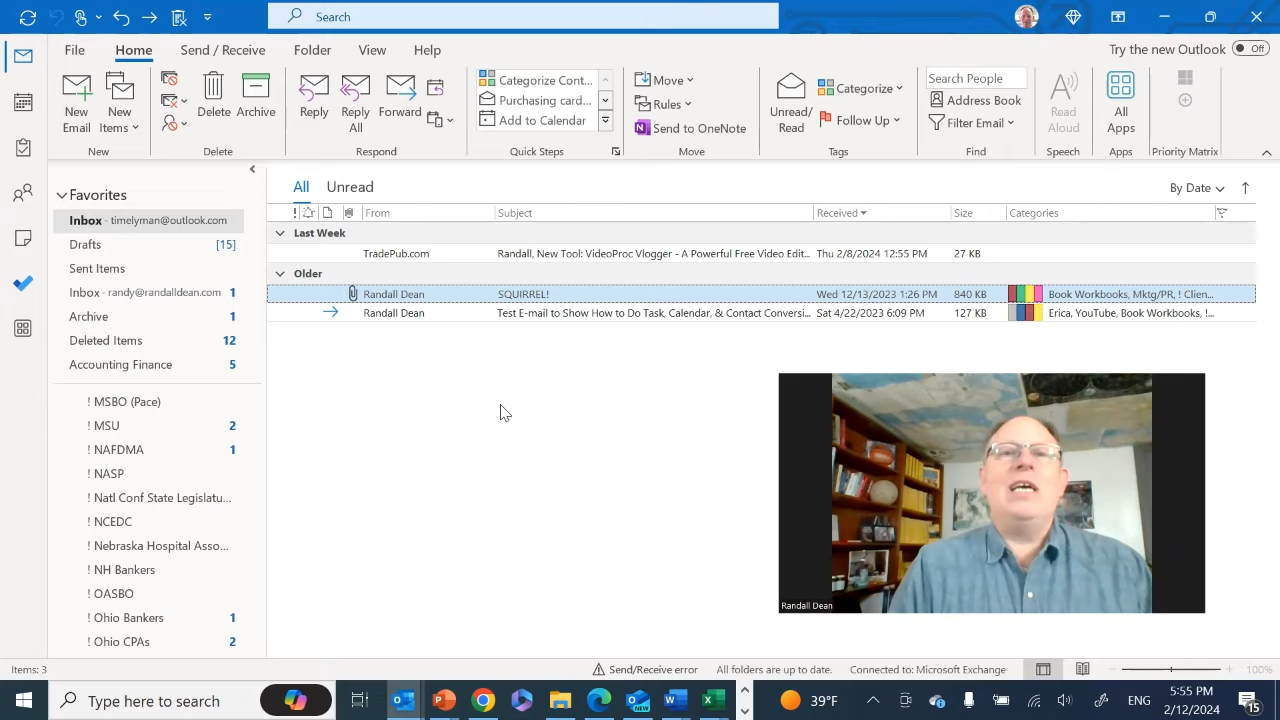 Search
File Home Send / Receive Folder View Help
Try the new Outlook Off
New Email
New Items
Delete
Archive
Reply
Reply All
Forward
Categorize Cont...
Purchasing card...
Add to Calendar
Move
Rules
Send to OneNote
Unread/ Read
Categorize
Follow Up
Search People
Address Book
Filter Email
Read Aloud
All Apps
New Delete Respond Quick Steps Move Tags Find Speech Apps Priority Matrix
Favorites
Inbox - timelyman@outlook.com
Drafts [15]
Sent Items
Inbox - randy@randalldean.com 1
Archive 1
Deleted Items 12
Accounting Finance 5
! MSBO (Pace)
! MSU 2
! NAFDMA 1
! NASP
! Natl Conf State Legislatu...
! NCEDC
! Nebraska Hospital Asso...
! NH Bankers
! OASBO
! Ohio Bankers 1
! Ohio CPAs 2
All Unread By Date
! From Subject Received Size Categories
Last Week
TradePub.com Randall, New Tool: VideoProc Vlogger - A Powerful Free Video Edit... Thu 2/8/2024 12:55 PM 27 KB
Older
Randall Dean SQUIRREL! Wed 12/13/2023 1:26 PM 840 KB Book Workbooks, Mktg/PR, ! Clien...
Randall Dean Test E-mail to Show How to Do Task, Calendar, & Contact Conversi... Sat 4/22/2023 6:09 PM 127 KB Erica, YouTube, Book Workbooks, !...
Randall Dean
Items: 3 Send/Receive error All folders are up to date. Connected to: Microsoft Exchange 100%
Type here to search NEW 39°F ENG 5:55 PM
2/12/2024 15